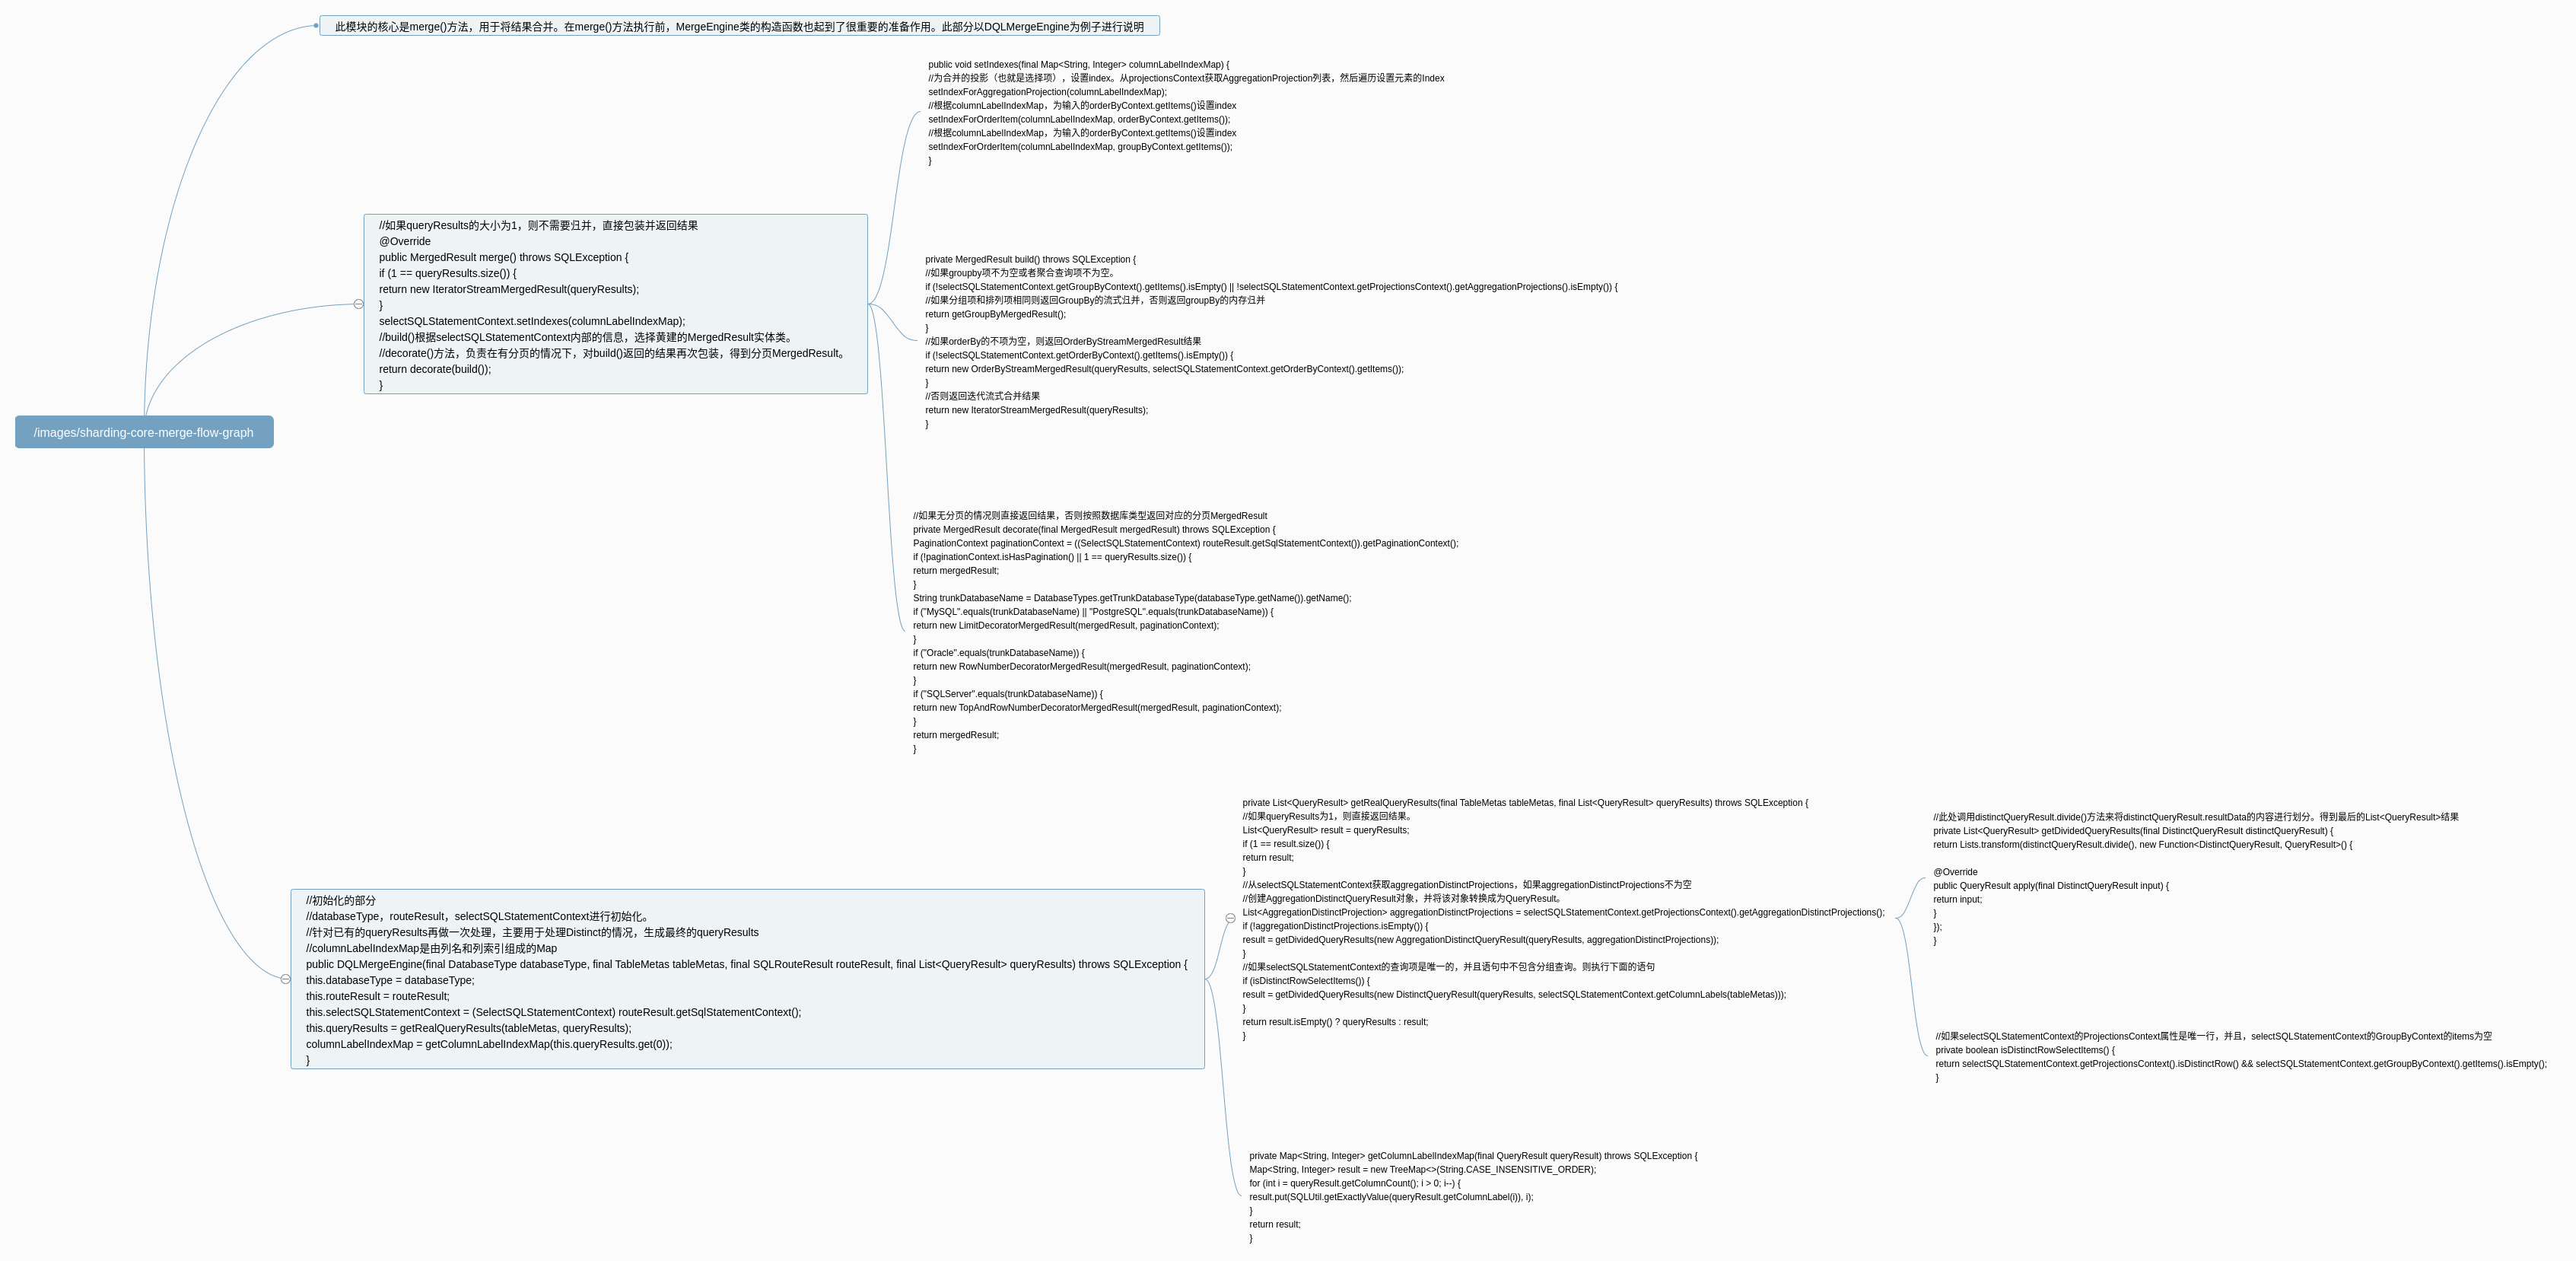 此模块的核心是merge()方法，用于将结果合并。在merge()方法执行前，MergeEngine类的构造函数也起到了很重要的准备作用。此部分以DQLMergeEngine为例子进行说明
public void setIndexes(final Map<String, Integer> columnLabelIndexMap) {
//为合并的投影（也就是选择项），设置index。从projectionsContext获取AggregationProjection列表，然后遍历设置元素的Index
setIndexForAggregationProjection(columnLabelIndexMap);
//根据columnLabelIndexMap，为输入的orderByContext.getItems()设置index
setIndexForOrderItem(columnLabelIndexMap, orderByContext.getItems());
//根据columnLabelIndexMap，为输入的orderByContext.getItems()设置index
setIndexForOrderItem(columnLabelIndexMap, groupByContext.getItems());
}
//如果queryResults的大小为1，则不需要归并，直接包装并返回结果
@Override
public MergedResult merge() throws SQLException {
if (1 == queryResults.size()) {
return new IteratorStreamMergedResult(queryResults);
}
selectSQLStatementContext.setIndexes(columnLabelIndexMap);
//build()根据selectSQLStatementContext内部的信息，选择黄建的MergedResult实体类。
//decorate()方法，负责在有分页的情况下，对build()返回的结果再次包装，得到分页MergedResult。
return decorate(build());
}
private MergedResult build() throws SQLException {
//如果groupby项不为空或者聚合查询项不为空。
if (!selectSQLStatementContext.getGroupByContext().getItems().isEmpty() || !selectSQLStatementContext.getProjectionsContext().getAggregationProjections().isEmpty()) {
//如果分组项和排列项相同则返回GroupBy的流式归并，否则返回groupBy的内存归并
return getGroupByMergedResult();
}
//如果orderBy的不项为空，则返回OrderByStreamMergedResult结果
if (!selectSQLStatementContext.getOrderByContext().getItems().isEmpty()) {
return new OrderByStreamMergedResult(queryResults, selectSQLStatementContext.getOrderByContext().getItems());
}
//否则返回迭代流式合并结果
return new IteratorStreamMergedResult(queryResults);
}
/images/sharding-core-merge-flow-graph
//如果无分页的情况则直接返回结果，否则按照数据库类型返回对应的分页MergedResult
private MergedResult decorate(final MergedResult mergedResult) throws SQLException {
PaginationContext paginationContext = ((SelectSQLStatementContext) routeResult.getSqlStatementContext()).getPaginationContext();
if (!paginationContext.isHasPagination() || 1 == queryResults.size()) {
return mergedResult;
}
String trunkDatabaseName = DatabaseTypes.getTrunkDatabaseType(databaseType.getName()).getName();
if ("MySQL".equals(trunkDatabaseName) || "PostgreSQL".equals(trunkDatabaseName)) {
return new LimitDecoratorMergedResult(mergedResult, paginationContext);
}
if ("Oracle".equals(trunkDatabaseName)) {
return new RowNumberDecoratorMergedResult(mergedResult, paginationContext);
}
if ("SQLServer".equals(trunkDatabaseName)) {
return new TopAndRowNumberDecoratorMergedResult(mergedResult, paginationContext);
}
return mergedResult;
}
//初始化的部分
//databaseType，routeResult，selectSQLStatementContext进行初始化。
//针对已有的queryResults再做一次处理，主要用于处理Distinct的情况，生成最终的queryResults
//columnLabelIndexMap是由列名和列索引组成的Map
public DQLMergeEngine(final DatabaseType databaseType, final TableMetas tableMetas, final SQLRouteResult routeResult, final List<QueryResult> queryResults) throws SQLException {
this.databaseType = databaseType;
this.routeResult = routeResult;
this.selectSQLStatementContext = (SelectSQLStatementContext) routeResult.getSqlStatementContext();
this.queryResults = getRealQueryResults(tableMetas, queryResults);
columnLabelIndexMap = getColumnLabelIndexMap(this.queryResults.get(0));
}
private List<QueryResult> getRealQueryResults(final TableMetas tableMetas, final List<QueryResult> queryResults) throws SQLException {
//如果queryResults为1，则直接返回结果。
List<QueryResult> result = queryResults;
if (1 == result.size()) {
return result;
}
//从selectSQLStatementContext获取aggregationDistinctProjections，如果aggregationDistinctProjections不为空
//创建AggregationDistinctQueryResult对象，并将该对象转换成为QueryResult。
List<AggregationDistinctProjection> aggregationDistinctProjections = selectSQLStatementContext.getProjectionsContext().getAggregationDistinctProjections();
if (!aggregationDistinctProjections.isEmpty()) {
result = getDividedQueryResults(new AggregationDistinctQueryResult(queryResults, aggregationDistinctProjections));
}
//如果selectSQLStatementContext的查询项是唯一的，并且语句中不包含分组查询。则执行下面的语句
if (isDistinctRowSelectItems()) {
result = getDividedQueryResults(new DistinctQueryResult(queryResults, selectSQLStatementContext.getColumnLabels(tableMetas)));
}
return result.isEmpty() ? queryResults : result;
}
//此处调用distinctQueryResult.divide()方法来将distinctQueryResult.resultData的内容进行划分。得到最后的List<QueryResult>结果
private List<QueryResult> getDividedQueryResults(final DistinctQueryResult distinctQueryResult) {
return Lists.transform(distinctQueryResult.divide(), new Function<DistinctQueryResult, QueryResult>() {
@Override
public QueryResult apply(final DistinctQueryResult input) {
return input;
}
});
}
//如果selectSQLStatementContext的ProjectionsContext属性是唯一行，并且，selectSQLStatementContext的GroupByContext的items为空
private boolean isDistinctRowSelectItems() {
return selectSQLStatementContext.getProjectionsContext().isDistinctRow() && selectSQLStatementContext.getGroupByContext().getItems().isEmpty();
}
private Map<String, Integer> getColumnLabelIndexMap(final QueryResult queryResult) throws SQLException {
Map<String, Integer> result = new TreeMap<>(String.CASE_INSENSITIVE_ORDER);
for (int i = queryResult.getColumnCount(); i > 0; i--) {
result.put(SQLUtil.getExactlyValue(queryResult.getColumnLabel(i)), i);
}
return result;
}